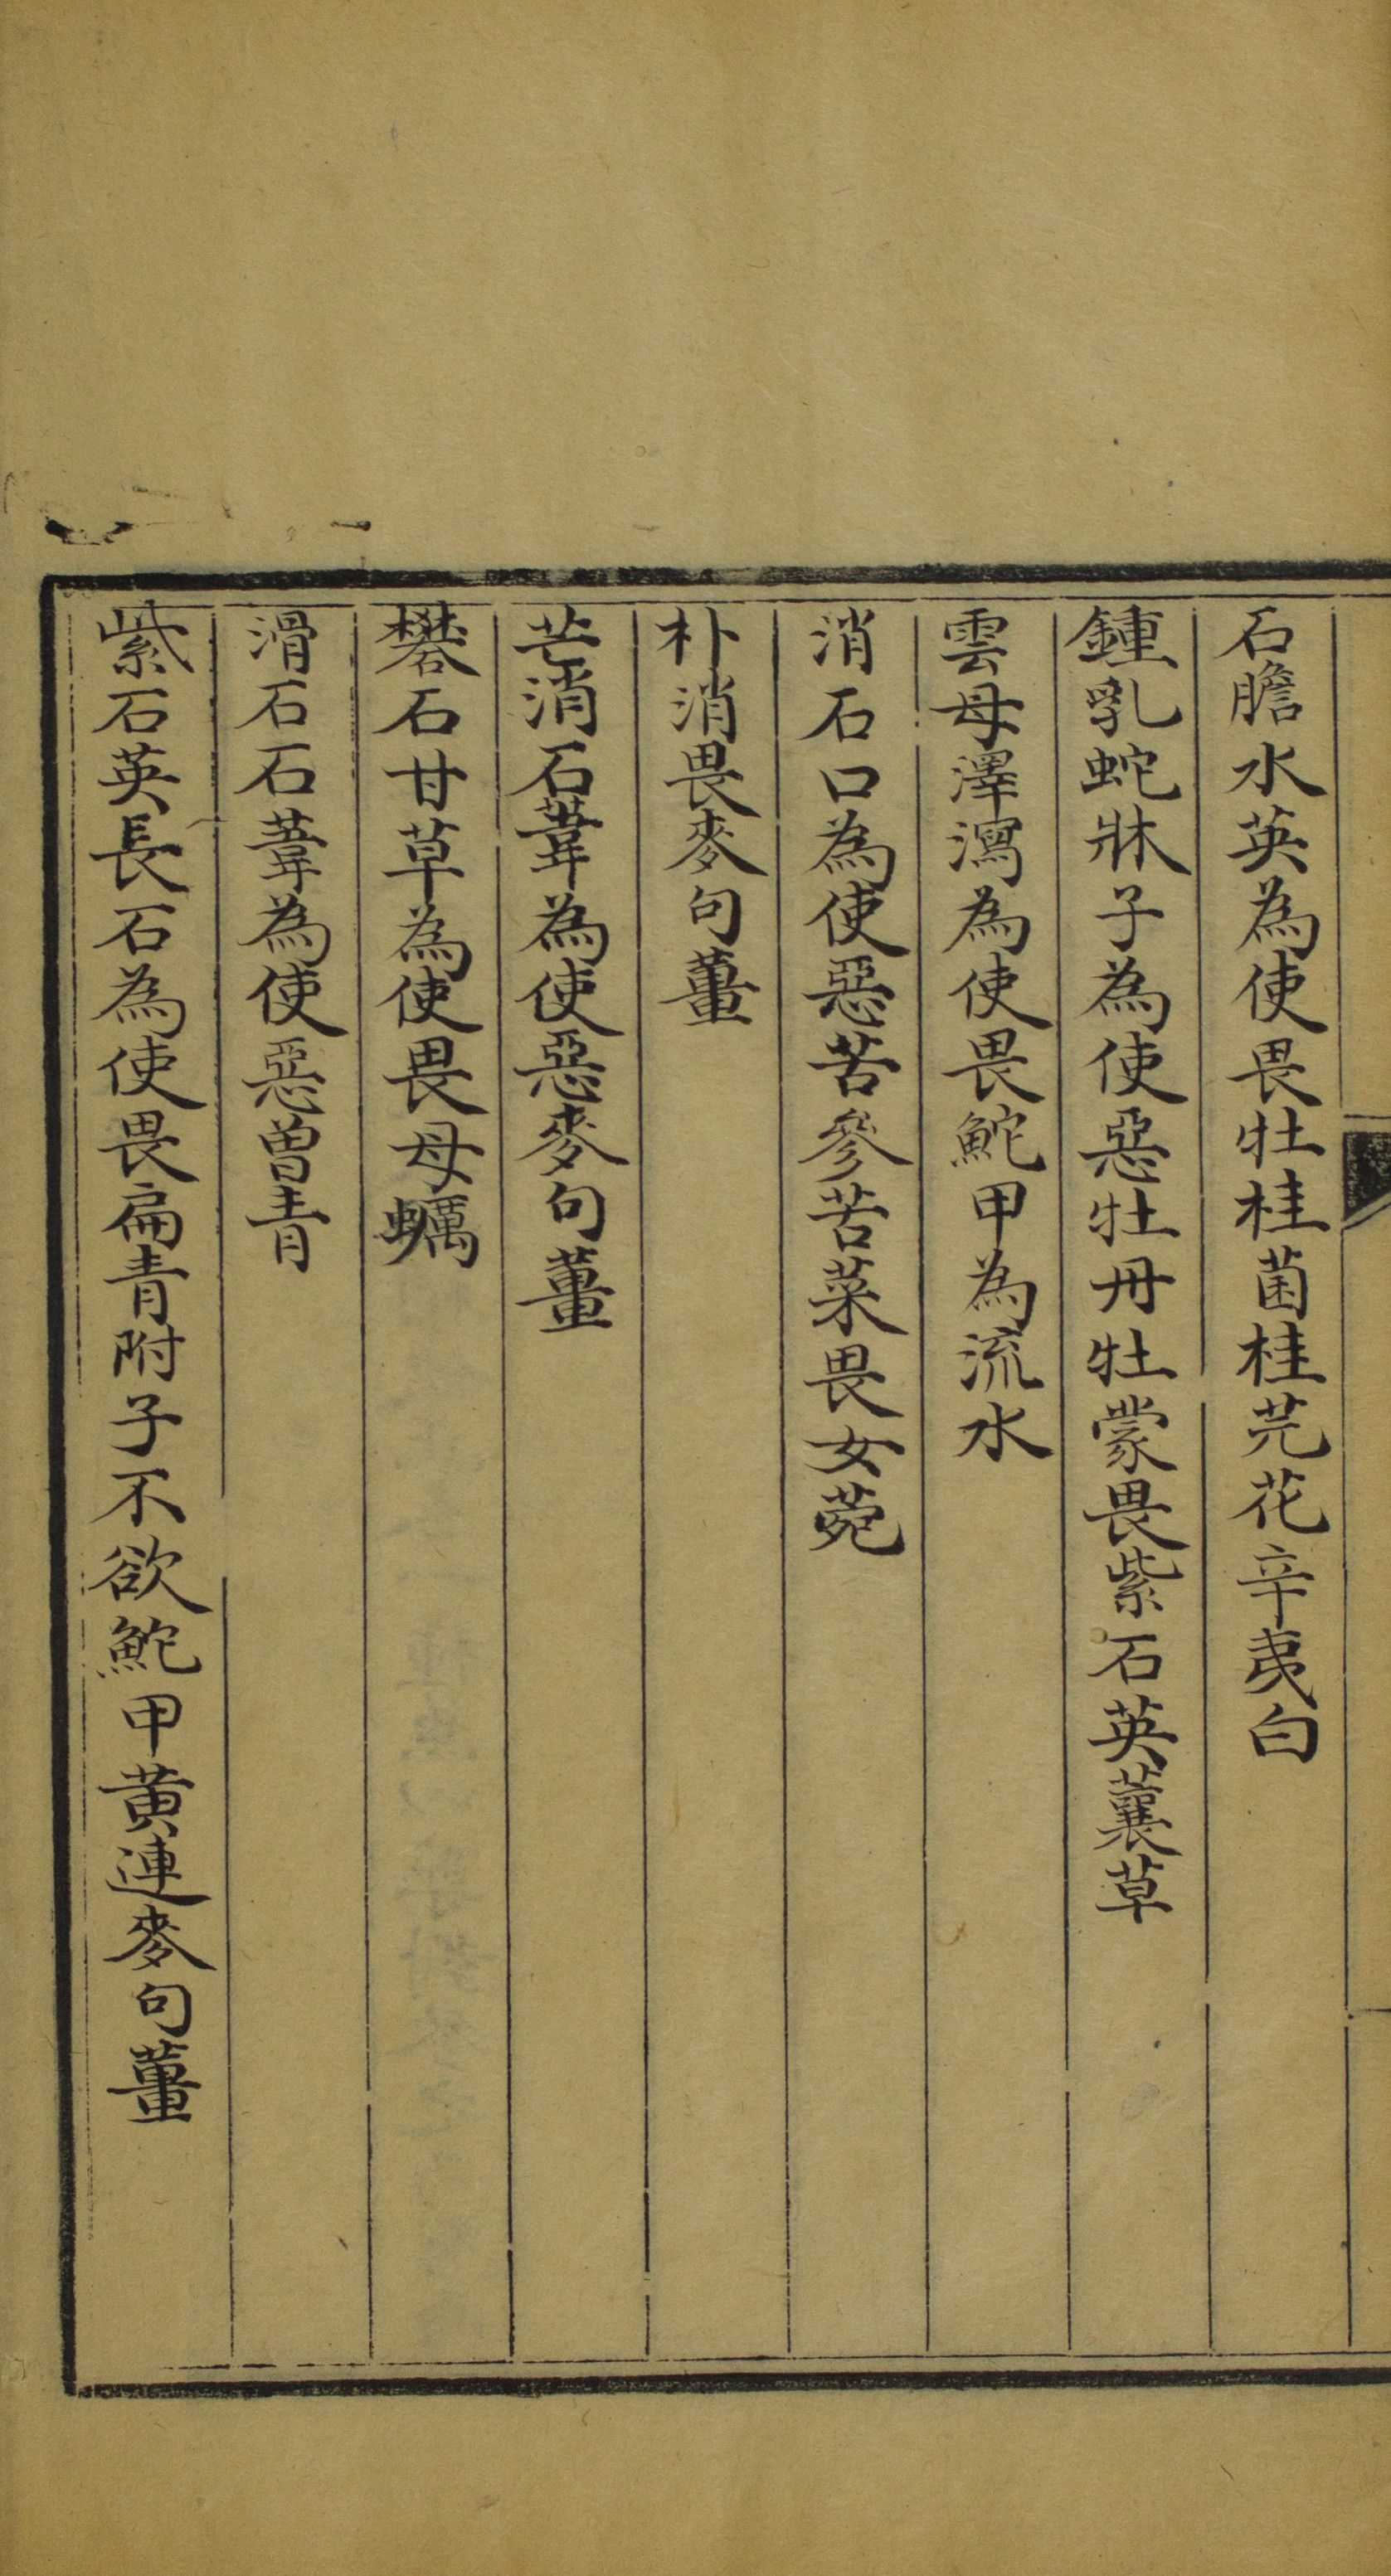 石膽水英為使畏牡桂菌桂芫花辛夷白
鍾乳蛇牀子為使惡牡丹牡蒙畏紫石英蘘草
雲母澤瀉為使畏鮀甲為流水
消石口為使惡苦參苦菜畏女菀
朴消畏麥句薑
芒消石葦為使惡麥句薑
礬石甘草為使畏母蠣
滑石石葦為使惡曾青
紫石英長石為使畏扁青附子不欲鮀甲黃連麥句薑